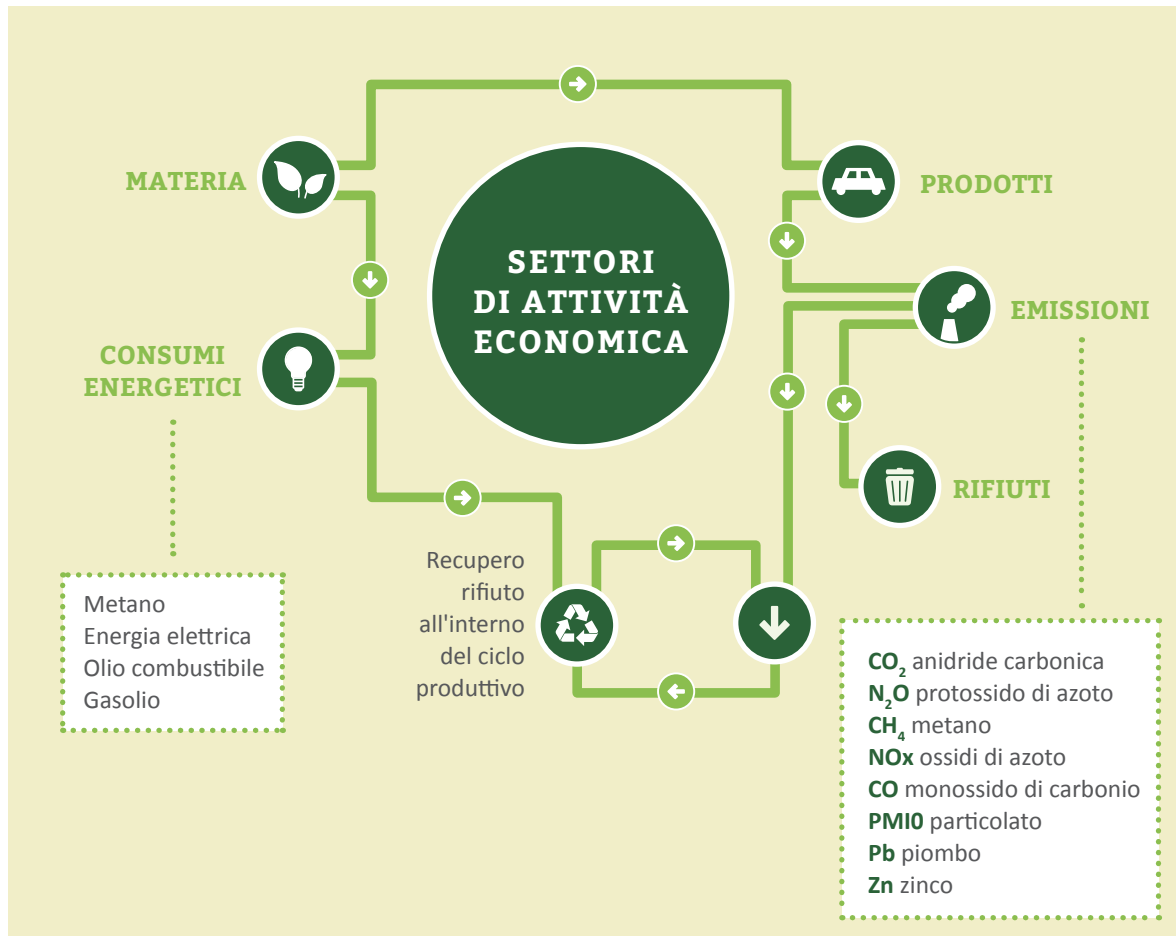 MATERIA
PRODOTTI
SETTORI
DI ATTIVITÀ
ECONOMICA
EMISSIONI
CONSUMI
ENERGETICI
RIFIUTI
Recupero
rifiuto
all'interno
del ciclo
produttivo
Metano
Energia elettrica
Olio combustibile
Gasolio
CO₂ anidride carbonica
N₂O protossido di azoto
CH₄ metano
NOx ossidi di azoto
CO monossido di carbonio
PMI0 particolato
Pb piombo
Zn zinco